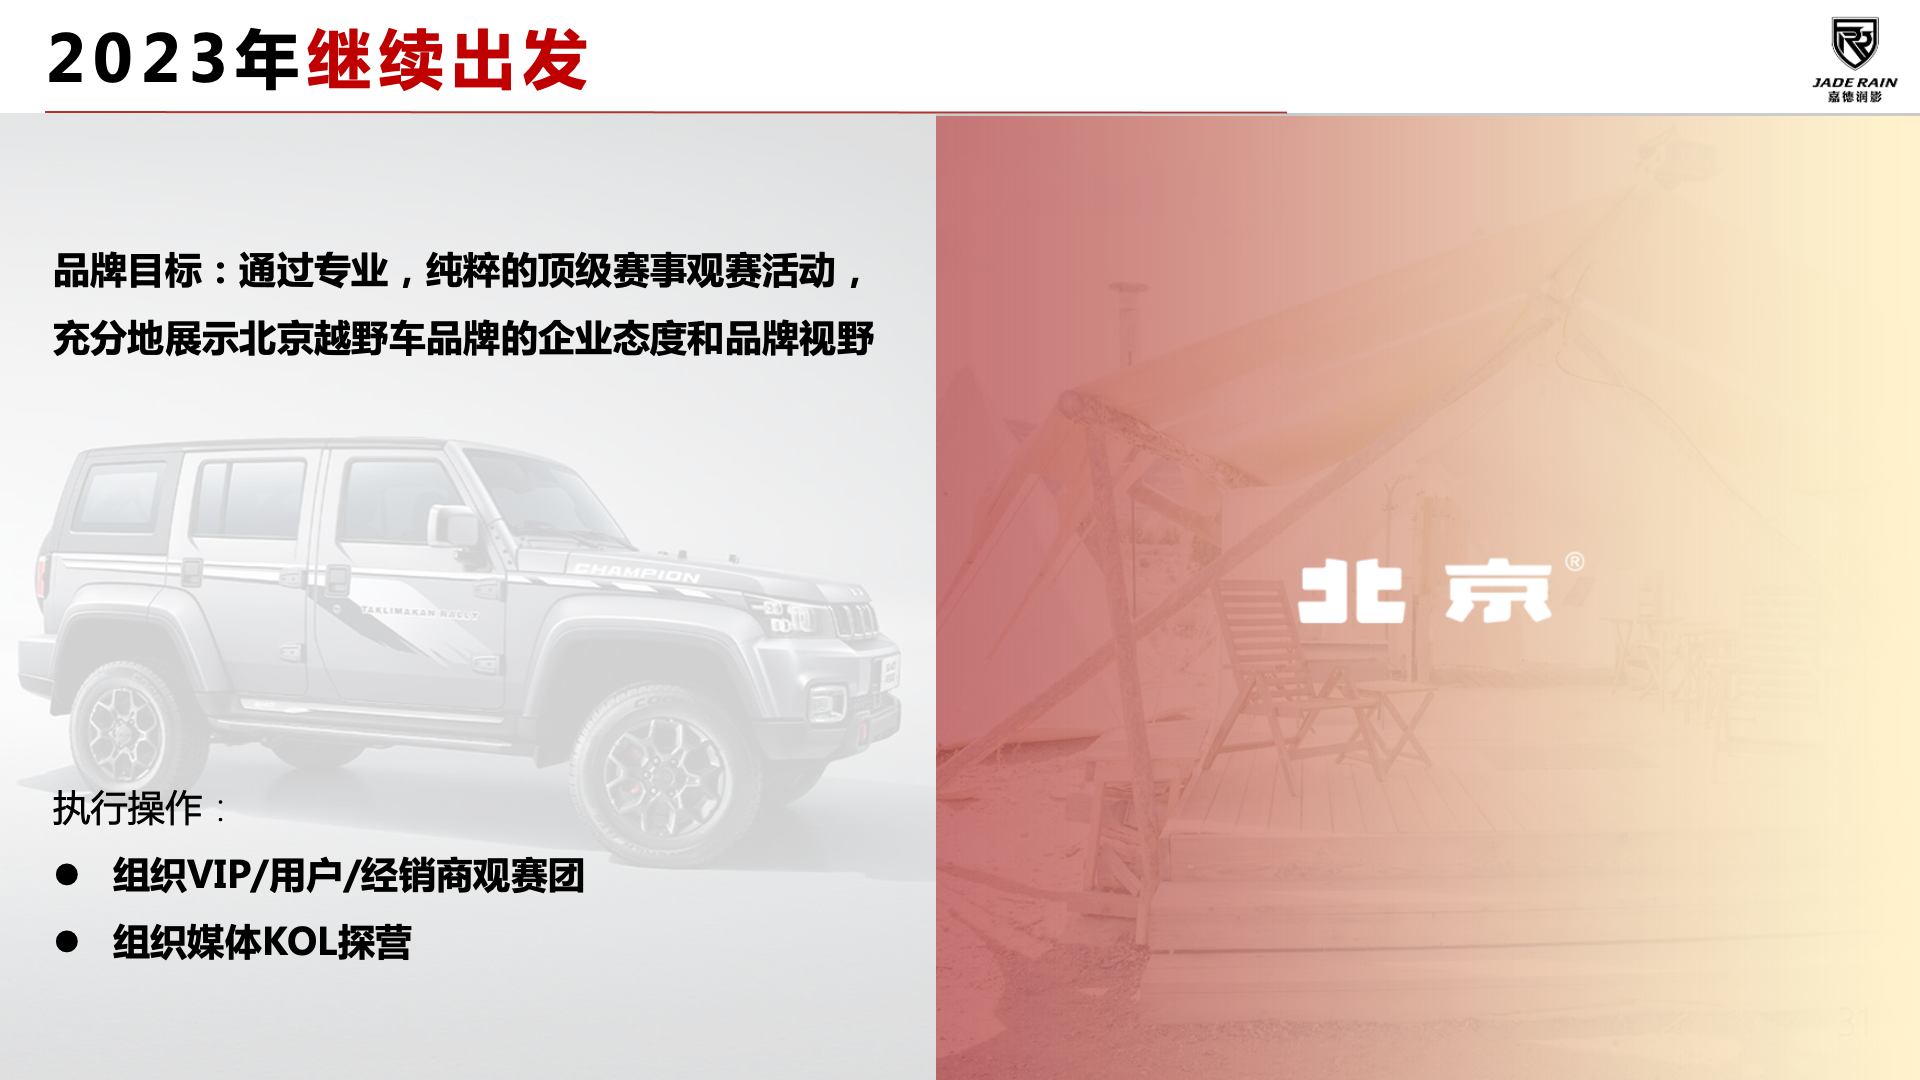 2023年继续出发
JADE RAIN
嘉德润影
品牌目标：通过专业，纯粹的顶级赛事观赛活动，
充分地展示北京越野车品牌的企业态度和品牌视野
CHAMPION
TAKLIMAKAN RALLY
北京®
执行操作：
● 组织VIP/用户/经销商观赛团
● 组织媒体KOL探营
31